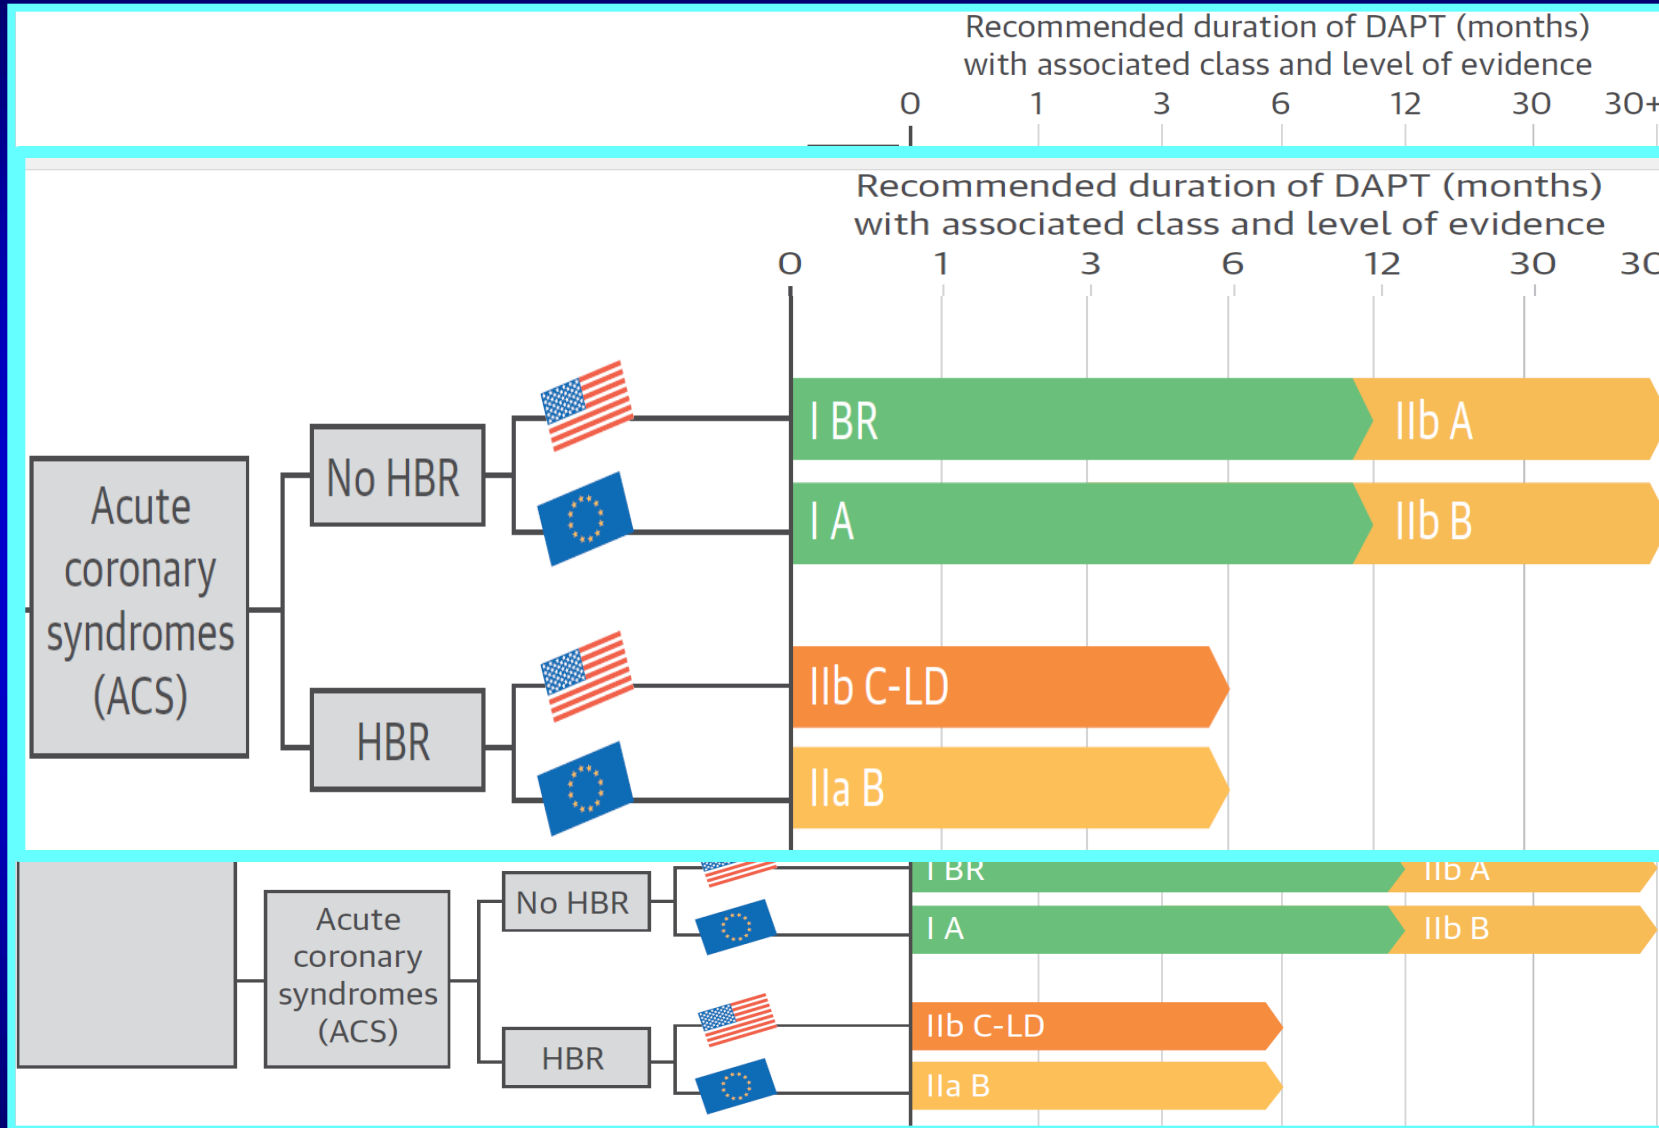 Recommended duration of DAPT (months)
with associated class and level of evidence
0 1 3 6 12 30 30+
Recommended duration of DAPT (months)
with associated class and level of evidence
0 1 3 6 12 30 30
I BR IIb A
No HBR
I A IIb B
Acute
coronary
syndromes
(ACS)
IIb C-LD
HBR
IIa B
I BR IIb A
No HBR
I A IIb B
Acute
coronary
syndromes
(ACS)
IIb C-LD
HBR
IIa B